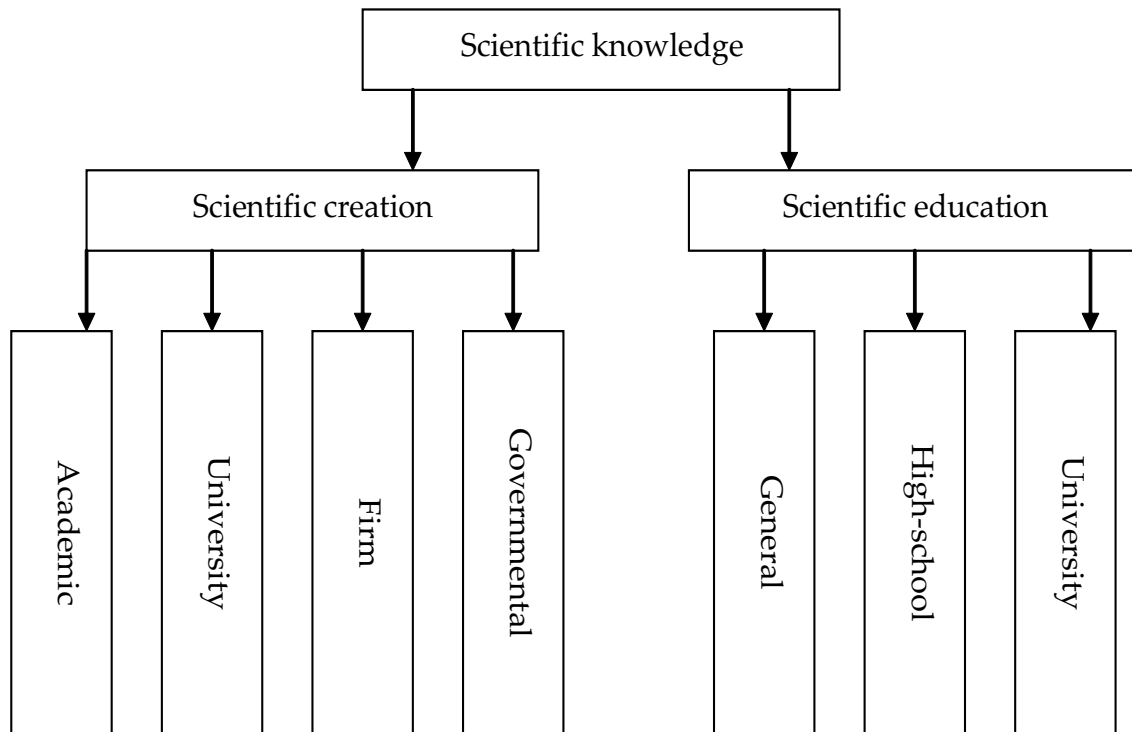 Scientific knowledge
Scientific creation
Scientific education
Academic
University
Firm
Governmental
General
High-school
University